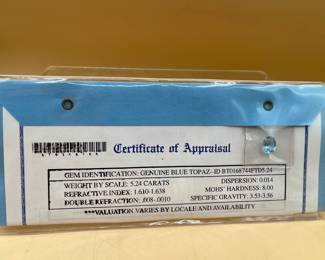 Certificate of Appraisal
GEM IDENTIFICATION: GENUINE BLUE TOPAZ--ID BT0168744FTD5.24
WEIGHT BY SCALE: 5.24 CARATS DISPERSION: 0.014
REFRACTIVE INDEX: 1.610-1.638 MOHS' HARDNESS: 8.00
DOUBLE REFRACTION: .008-.0010 SPECIFIC GRAVITY: 3.53-3.56
***VALUATION VARIES BY LOCALE AND AVAILABILITY